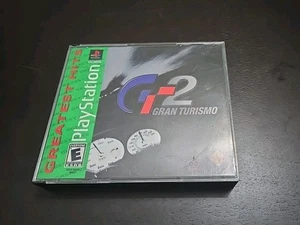 GREATEST HITS
PlayStation
GT2
GRAN TURISMO
E